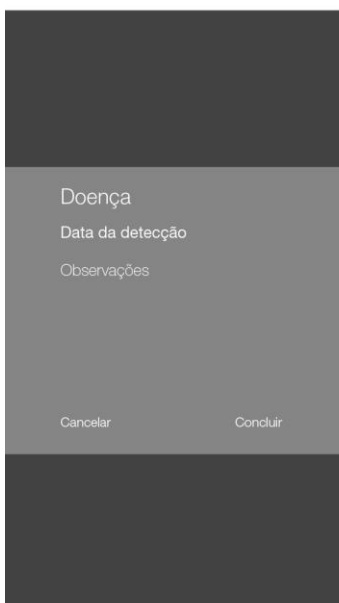 Doença
Data da detecção
Observações
Cancelar
Concluir